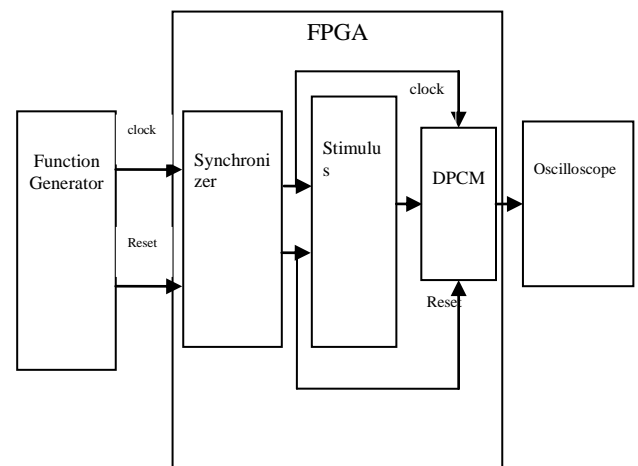 FPGA
clock
Function
Generator
Reset
Synchroni
zer
Stimulu
s
clock
DPCM
Reset
Oscilloscope